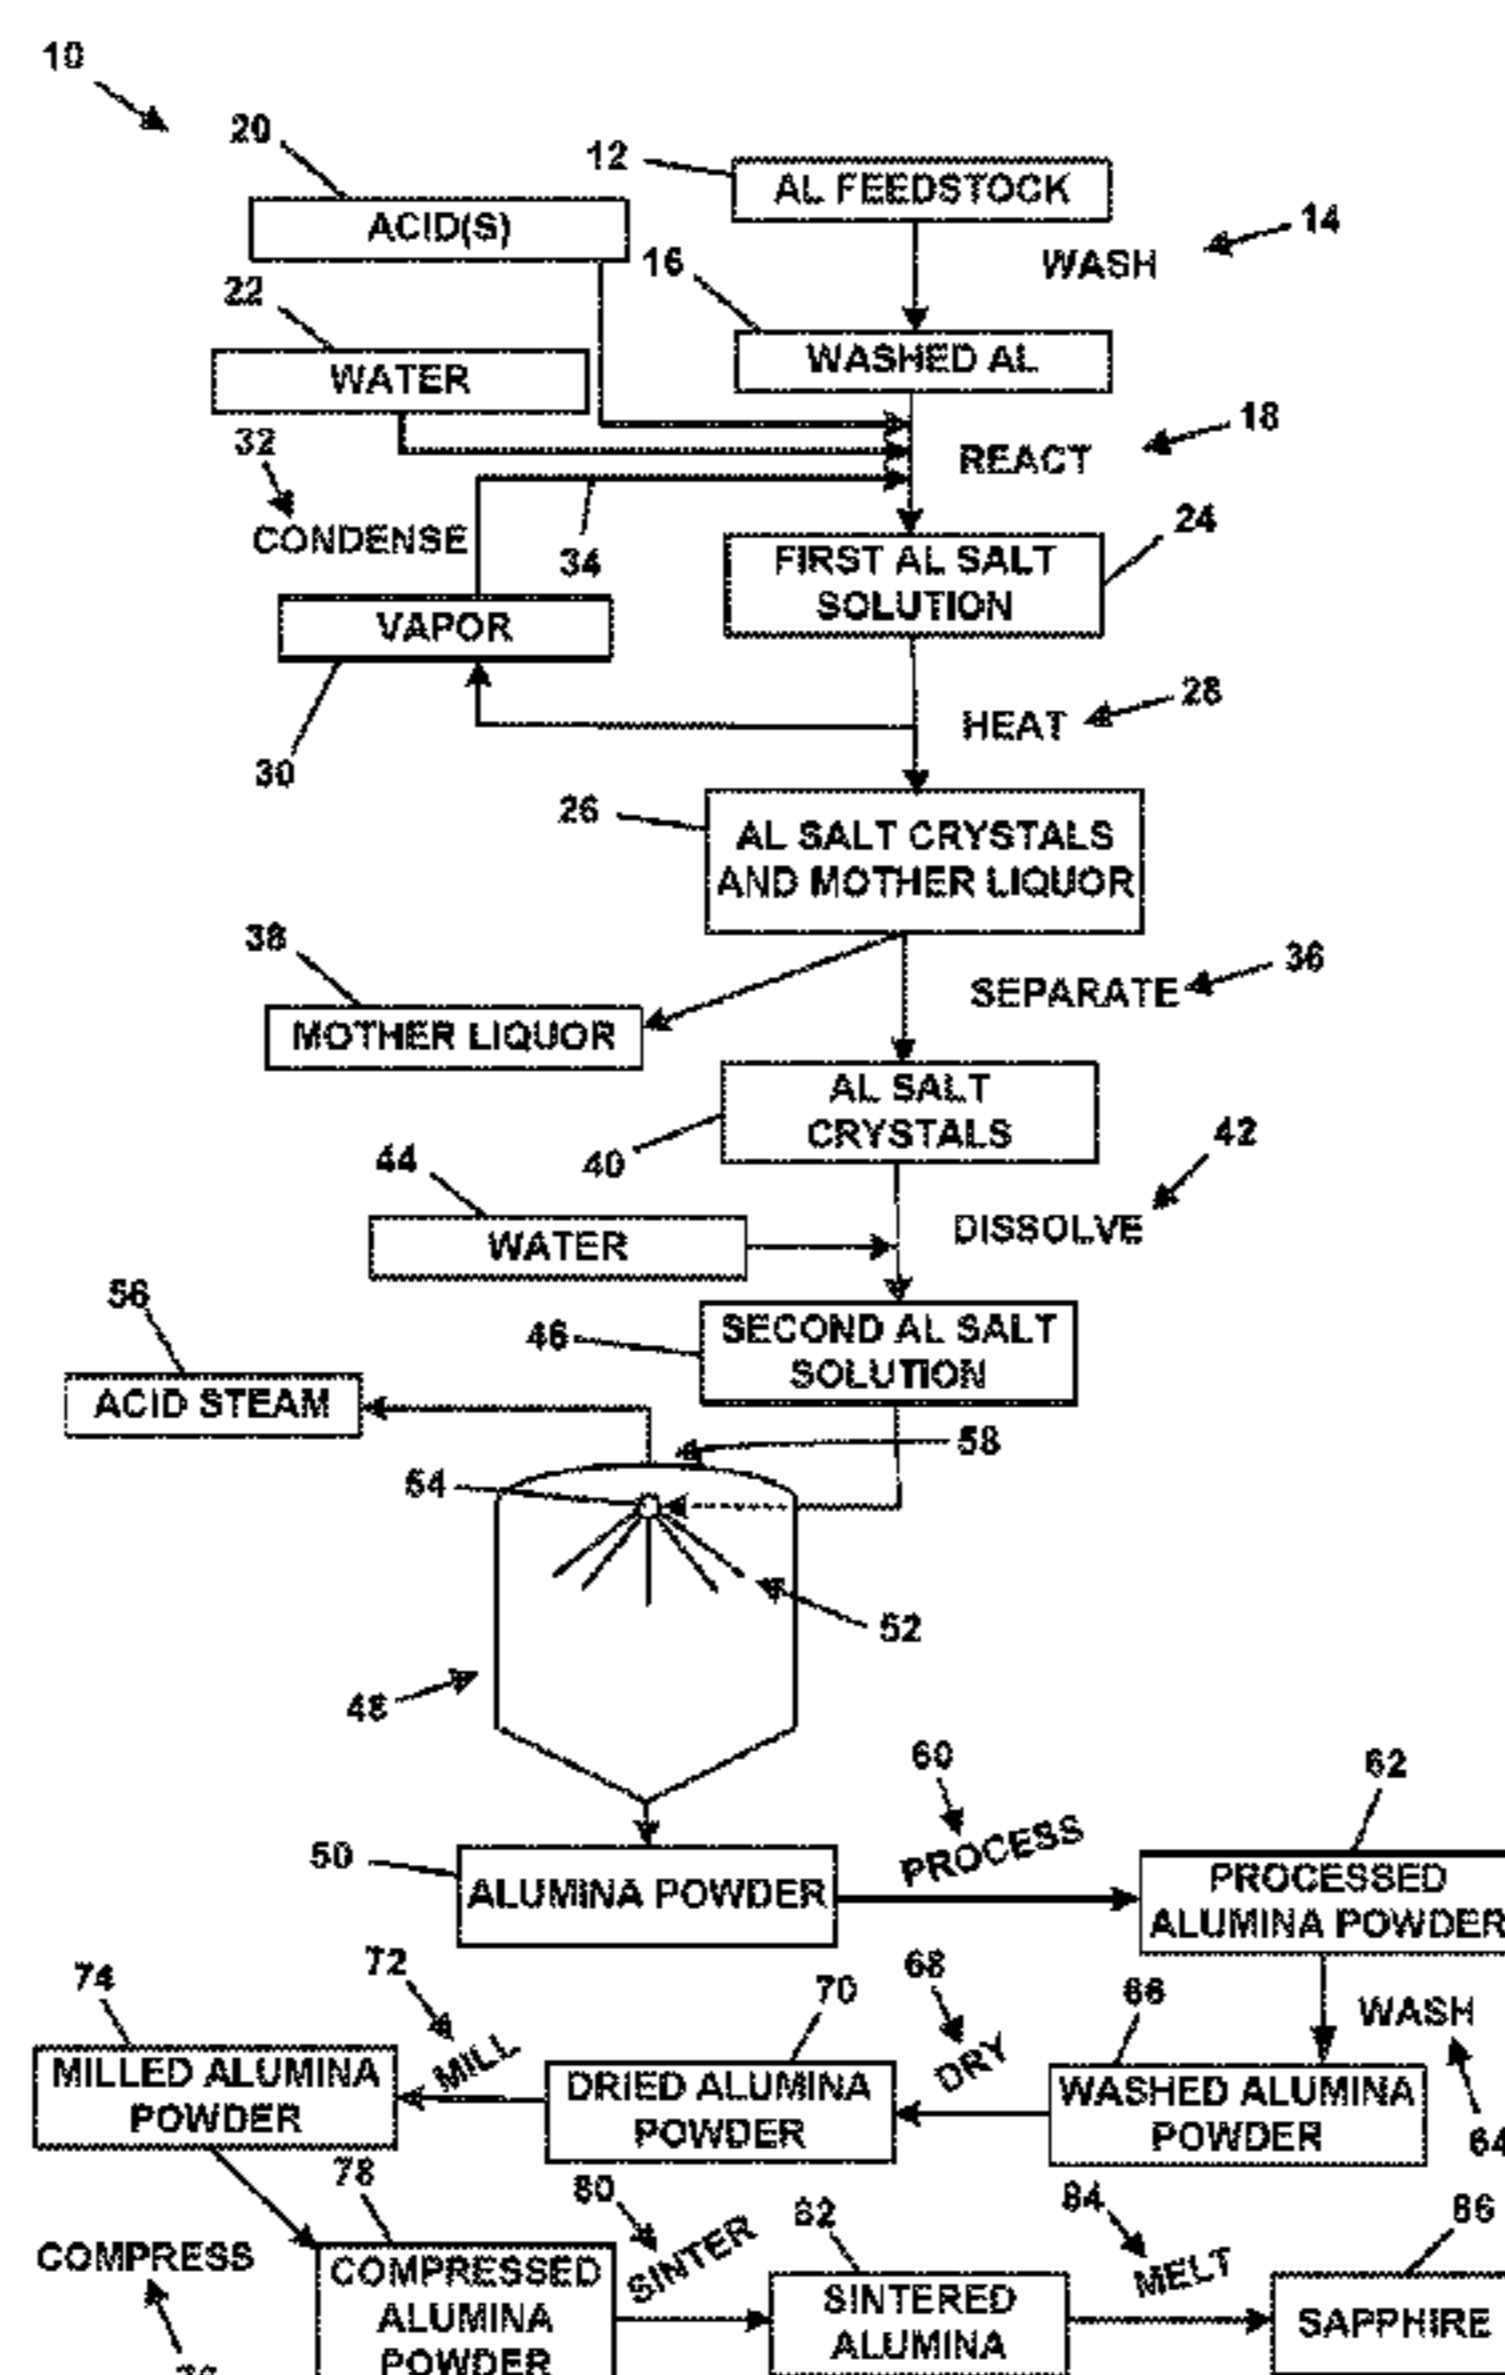 10
20
12
AL FEEDSTOCK
ACID(S)
14
WASH
16
22
WASHED AL
WATER
32
18
REACT
CONDENSE
34
24
FIRST AL SALT
SOLUTION
VAPOR
30
28
HEAT
26
AL SALT CRYSTALS
AND MOTHER LIQUOR
38
36
SEPARATE
MOTHER LIQUOR
AL SALT
CRYSTALS
40
42
44
DISSOLVE
WATER
56
46
SECOND AL SALT
SOLUTION
ACID STEAM
58
54
52
48
60
62
50
PROCESS
ALUMINA POWDER
PROCESSED
ALUMINA POWDER
74
72
70
68
66
WASH
64
MILL
DRY
MILLED ALUMINA
POWDER
DRIED ALUMINA
POWDER
WASHED ALUMINA
POWDER
78
80
82
84
86
COMPRESS
SINTER
MELT
COMPRESSED
ALUMINA
POWDER
SINTERED
ALUMINA
SAPPHIRE